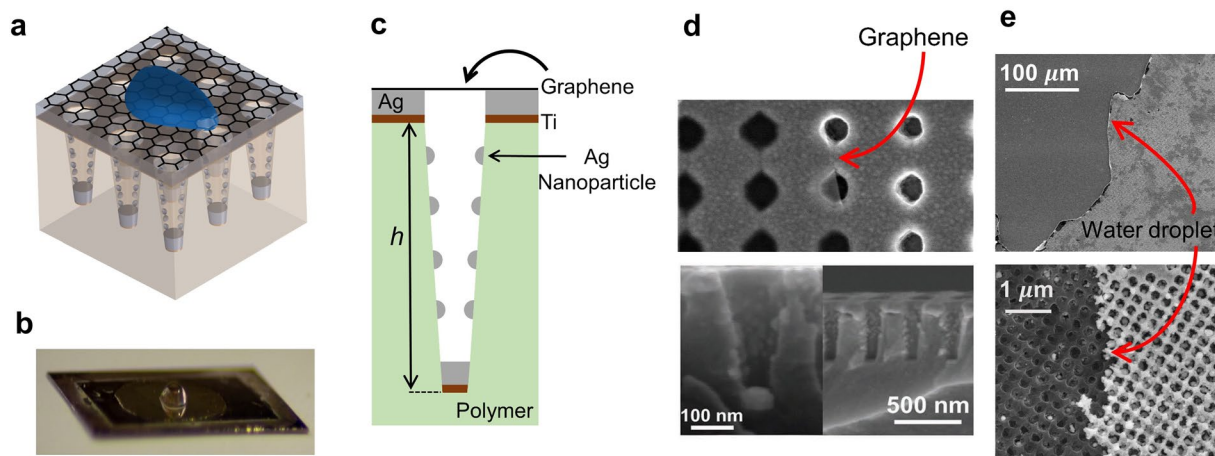 a
b
c
Graphene
Ag
Ti
Ag
Nanoparticle
h
Polymer
d
Graphene
100 nm
500 nm
e
100 μm
Water droplet
1 μm